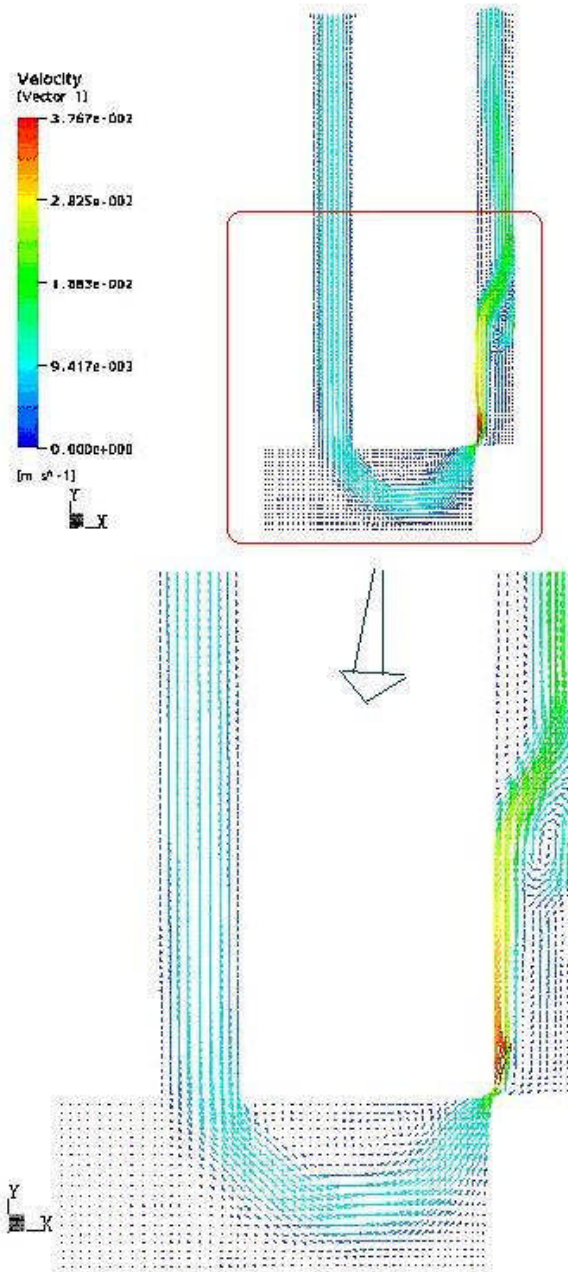 Velocity
(Vector 1)
3.767e-002
2.825e-002
1.883e-002
9.417e-003
0.000e+000
[m s^-1]
Y
X
Y
X